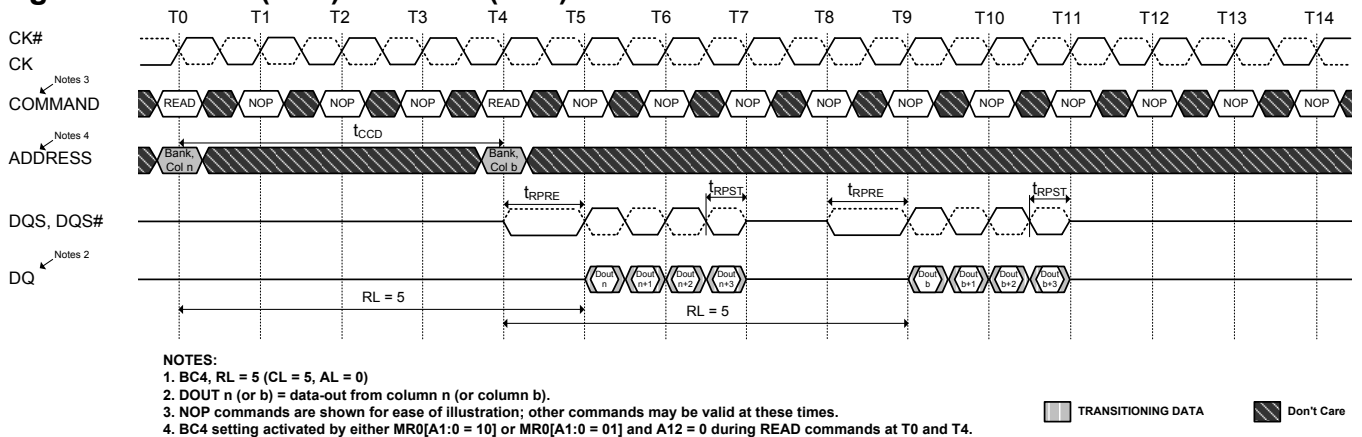 T0 T1 T2 T3 T4 T5 T6 T7 T8 T9 T10 T11 T12 T13 T14
CK#
CK
Notes 3
COMMAND READ NOP NOP NOP READ NOP NOP NOP NOP NOP NOP NOP NOP NOP NOP
tCCD
Notes 4
ADDRESS Bank, Col n Bank, Col b
tRPRE tRPST tRPRE tRPST
DQS, DQS#
Notes 2
DQ Dout n Dout n+1 Dout n+2 Dout n+3 Dout b Dout b+1 Dout b+2 Dout b+3
RL = 5
RL = 5
NOTES:
1. BC4, RL = 5 (CL = 5, AL = 0)
2. DOUT n (or b) = data-out from column n (or column b).
3. NOP commands are shown for ease of illustration; other commands may be valid at these times.
4. BC4 setting activated by either MR0[A1:0 = 10] or MR0[A1:0 = 01] and A12 = 0 during READ commands at T0 and T4.
TRANSITIONING DATA Don't Care